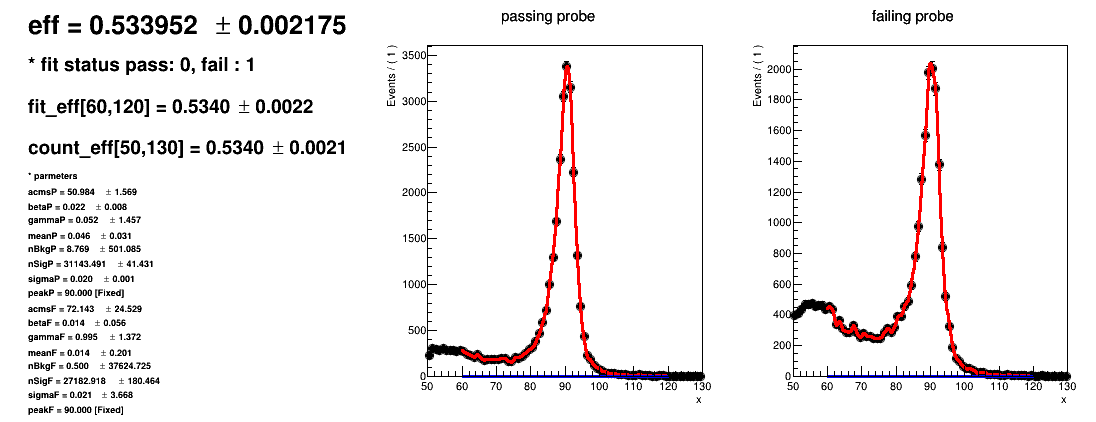 eff = 0.533952 ± 0.002175
* fit status pass: 0, fail : 1
fit_eff[60,120] = 0.5340 ± 0.0022
count_eff[50,130] = 0.5340 ± 0.0021
* parmeters
acmsP = 50.984 ± 1.569
betaP = 0.022 ± 0.008
gammaP = 0.052 ± 1.457
meanP = 0.046 ± 0.031
nBkgP = 8.769 ± 501.085
nSigP = 31143.491 ± 41.431
sigmaP = 0.020 ± 0.001
peakP = 90.000 [Fixed]
acmsF = 72.143 ± 24.529
betaF = 0.014 ± 0.056
gammaF = 0.995 ± 1.372
meanF = 0.014 ± 0.201
nBkgF = 0.500 ± 37624.725
nSigF = 27182.918 ± 180.464
sigmaF = 0.021 ± 3.668
peakF = 90.000 [Fixed]
passing probe
Events / ( 1 )
3500
3000
2500
2000
1500
1000
500
0
50 60 70 80 90 100 110 120 130
x
failing probe
Events / ( 1 )
2000
1800
1600
1400
1200
1000
800
600
400
200
0
50 60 70 80 90 100 110 120 130
x